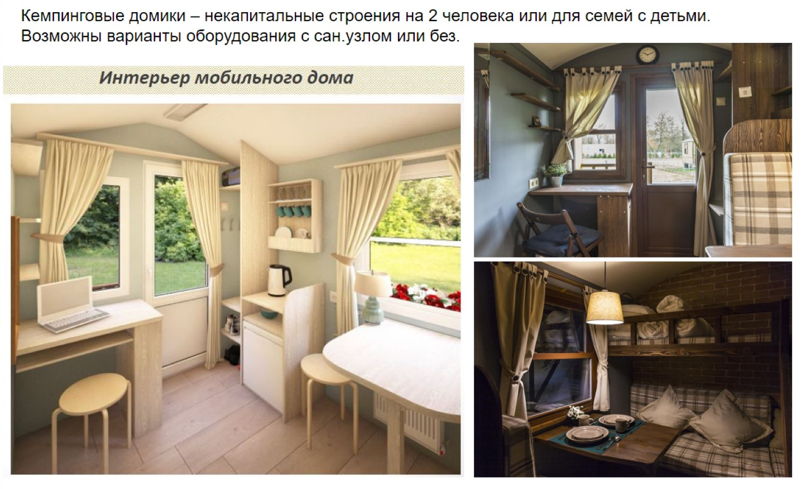 Кемпинговые домики – некапитальные строения на 2 человека или для семей с детьми.
Возможны варианты оборудования с сан.узлом или без.
Интерьер мобильного дома